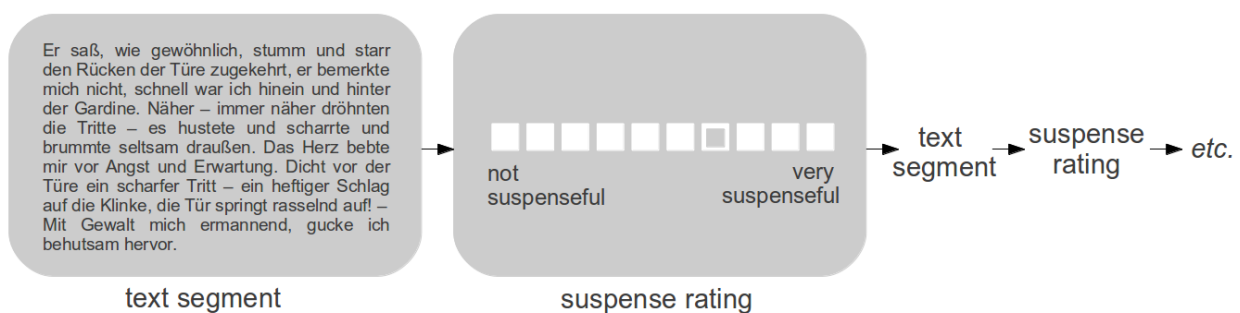 Er saß, wie gewöhnlich, stumm und starr
den Rücken der Türe zugekehrt, er bemerkte
mich nicht, schnell war ich hinein und hinter
der Gardine. Näher – immer näher dröhnten
die Tritte – es hustete und scharrte und
brummte seltsam draußen. Das Herz bebte
mir vor Angst und Erwartung. Dicht vor der
Türe ein scharfer Tritt – ein heftiger Schlag
auf die Klinke, die Tür springt rasselnd auf! –
Mit Gewalt mich ermannend, gucke ich
behutsam hervor.
text segment
not
suspenseful
very
suspenseful
suspense rating
text
segment
suspense
rating
etc.